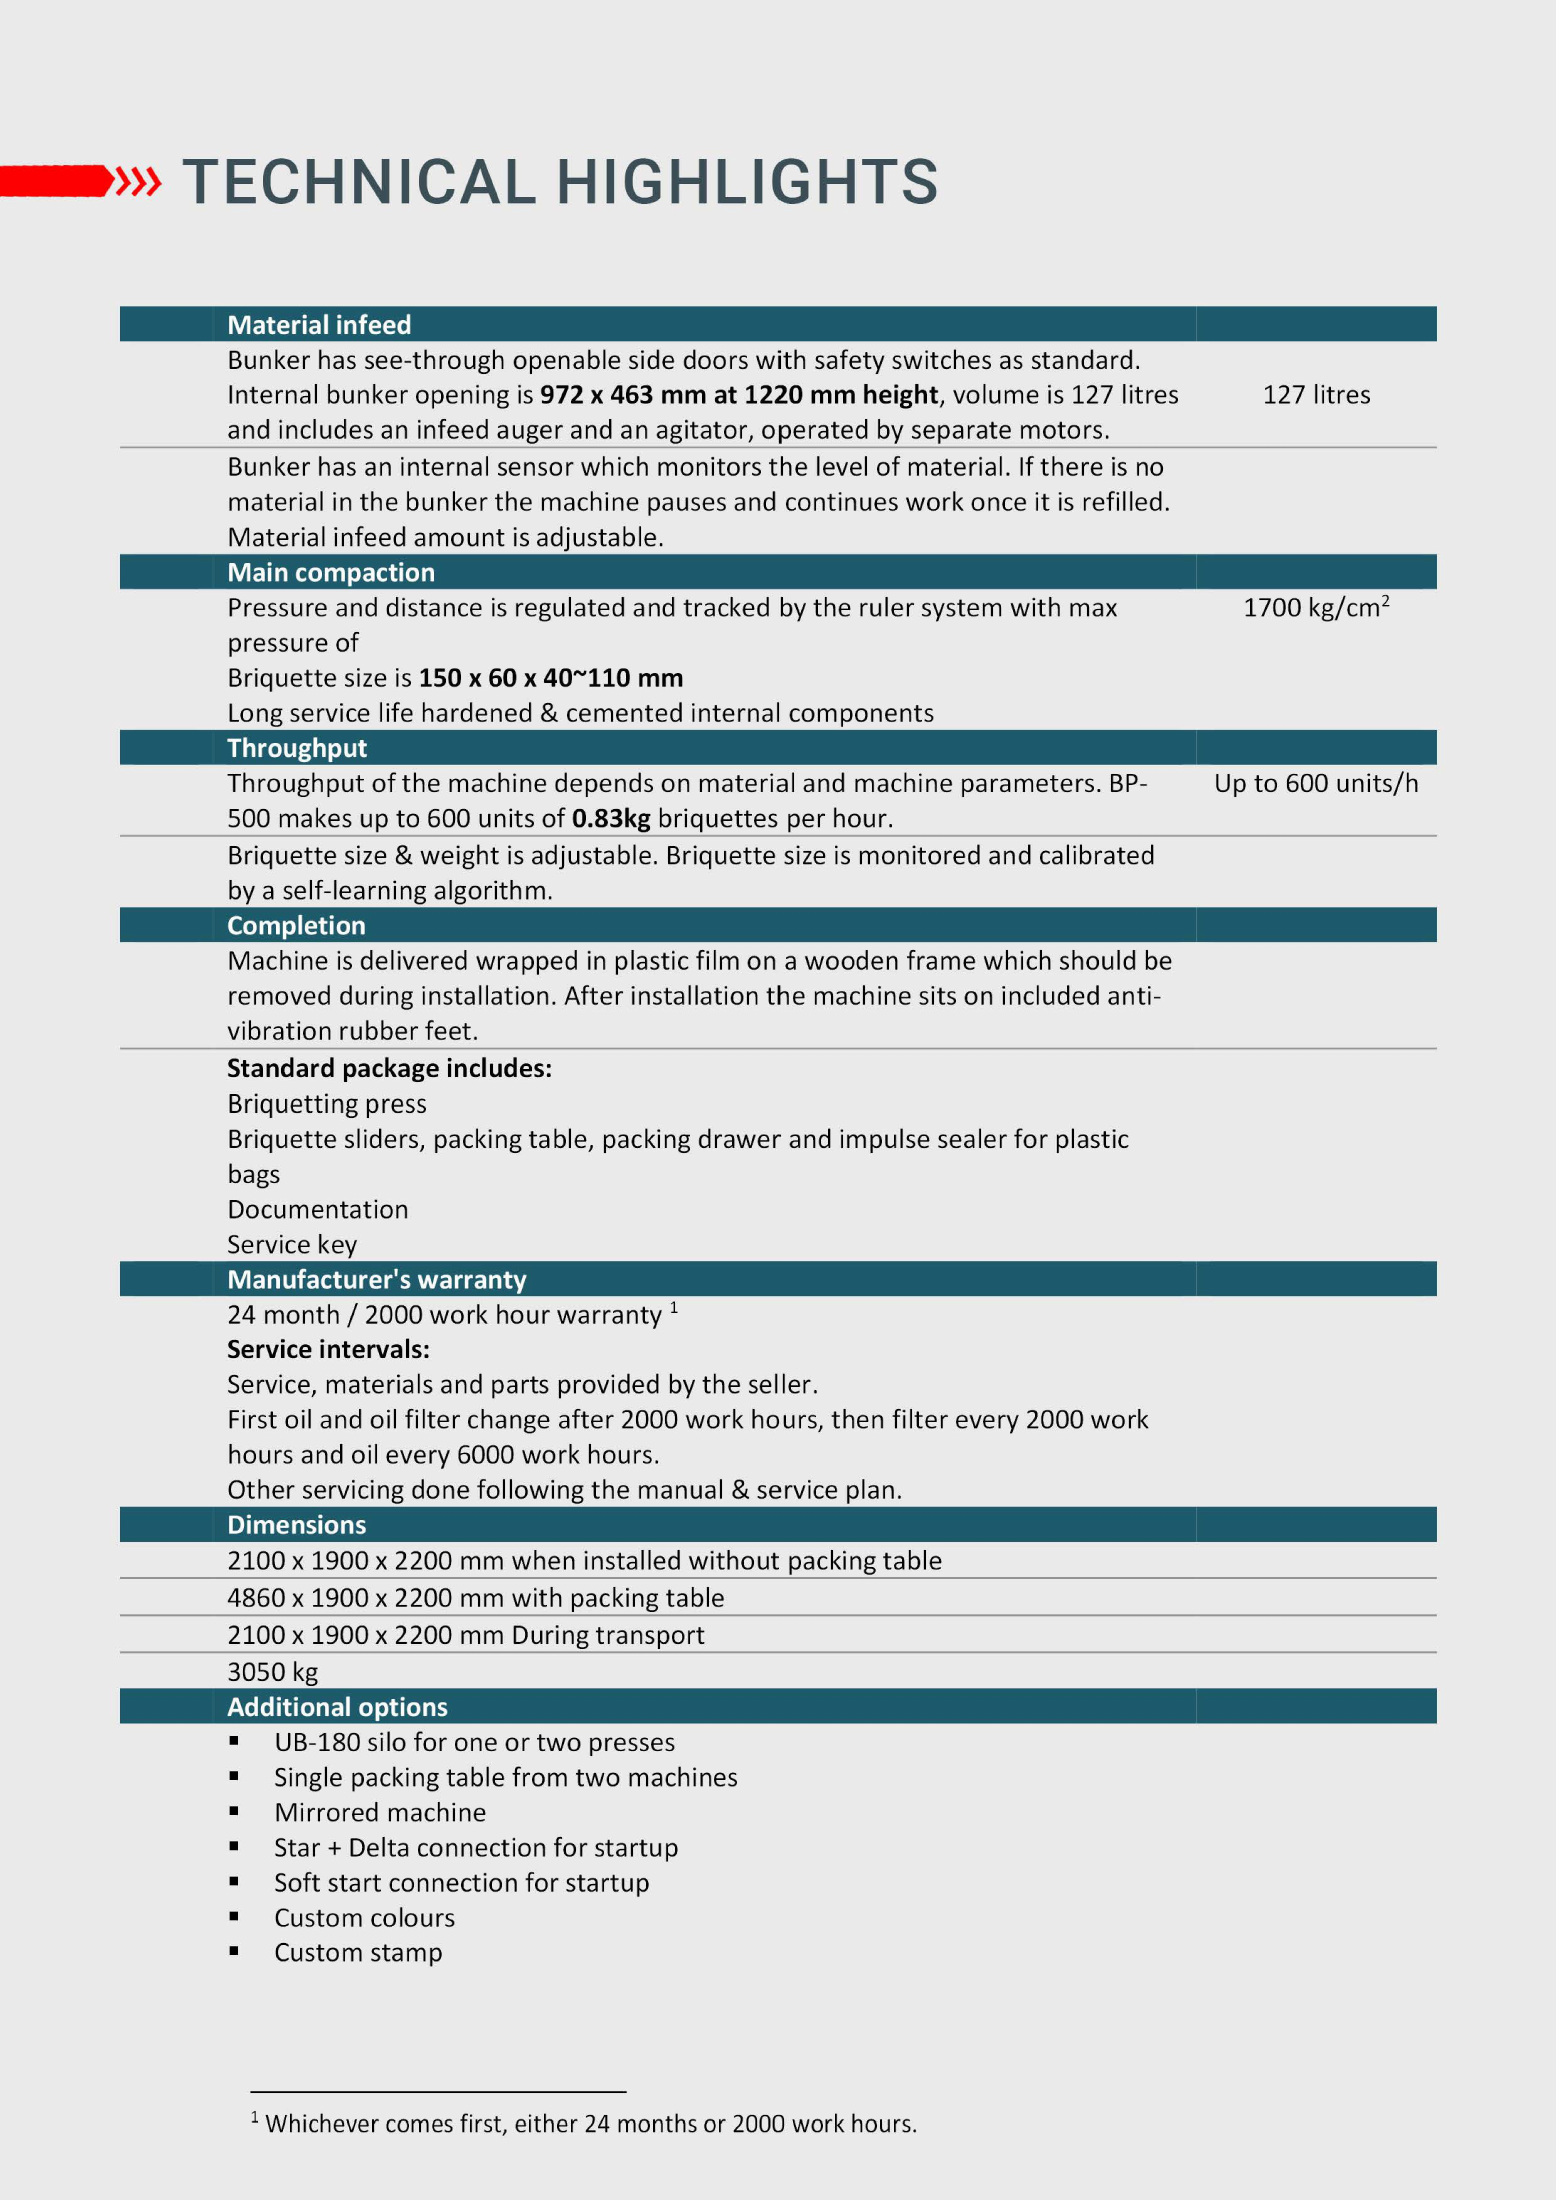 TECHNICAL HIGHLIGHTS
Material infeed
Bunker has see-through openable side doors with safety switches as standard.
Internal bunker opening is 972 x 463 mm at 1220 mm height, volume is 127 litres
and includes an infeed auger and an agitator, operated by separate motors.
127 litres
Bunker has an internal sensor which monitors the level of material. If there is no
material in the bunker the machine pauses and continues work once it is refilled.
Material infeed amount is adjustable.
Main compaction
Pressure and distance is regulated and tracked by the ruler system with max
pressure of
1700 kg/cm²
Briquette size is 150 x 60 x 40~110 mm
Long service life hardened & cemented internal components
Throughput
Throughput of the machine depends on material and machine parameters. BP-
500 makes up to 600 units of 0.83kg briquettes per hour.
Up to 600 units/h
Briquette size & weight is adjustable. Briquette size is monitored and calibrated
by a self-learning algorithm.
Completion
Machine is delivered wrapped in plastic film on a wooden frame which should be
removed during installation. After installation the machine sits on included anti-
vibration rubber feet.
Standard package includes:
Briquetting press
Briquette sliders, packing table, packing drawer and impulse sealer for plastic
bags
Documentation
Service key
Manufacturer's warranty
24 month / 2000 work hour warranty ¹
Service intervals:
Service, materials and parts provided by the seller.
First oil and oil filter change after 2000 work hours, then filter every 2000 work
hours and oil every 6000 work hours.
Other servicing done following the manual & service plan.
Dimensions
2100 x 1900 x 2200 mm when installed without packing table
4860 x 1900 x 2200 mm with packing table
2100 x 1900 x 2200 mm During transport
3050 kg
Additional options
▪ UB-180 silo for one or two presses
▪ Single packing table from two machines
▪ Mirrored machine
▪ Star + Delta connection for startup
▪ Soft start connection for startup
▪ Custom colours
▪ Custom stamp
¹ Whichever comes first, either 24 months or 2000 work hours.